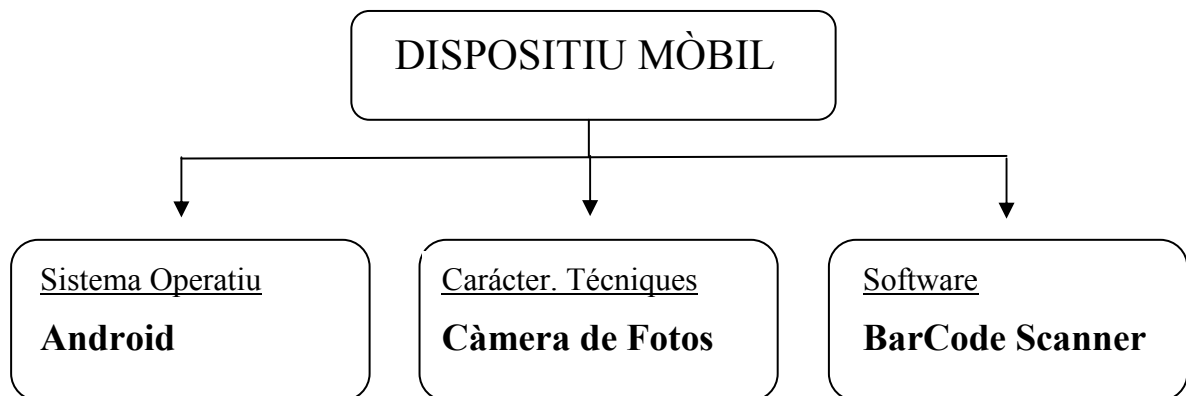 DISPOSITIU MÒBIL
Sistema Operatiu
Android
Carácter. Técniques
Càmera de Fotos
Software
BarCode Scanner